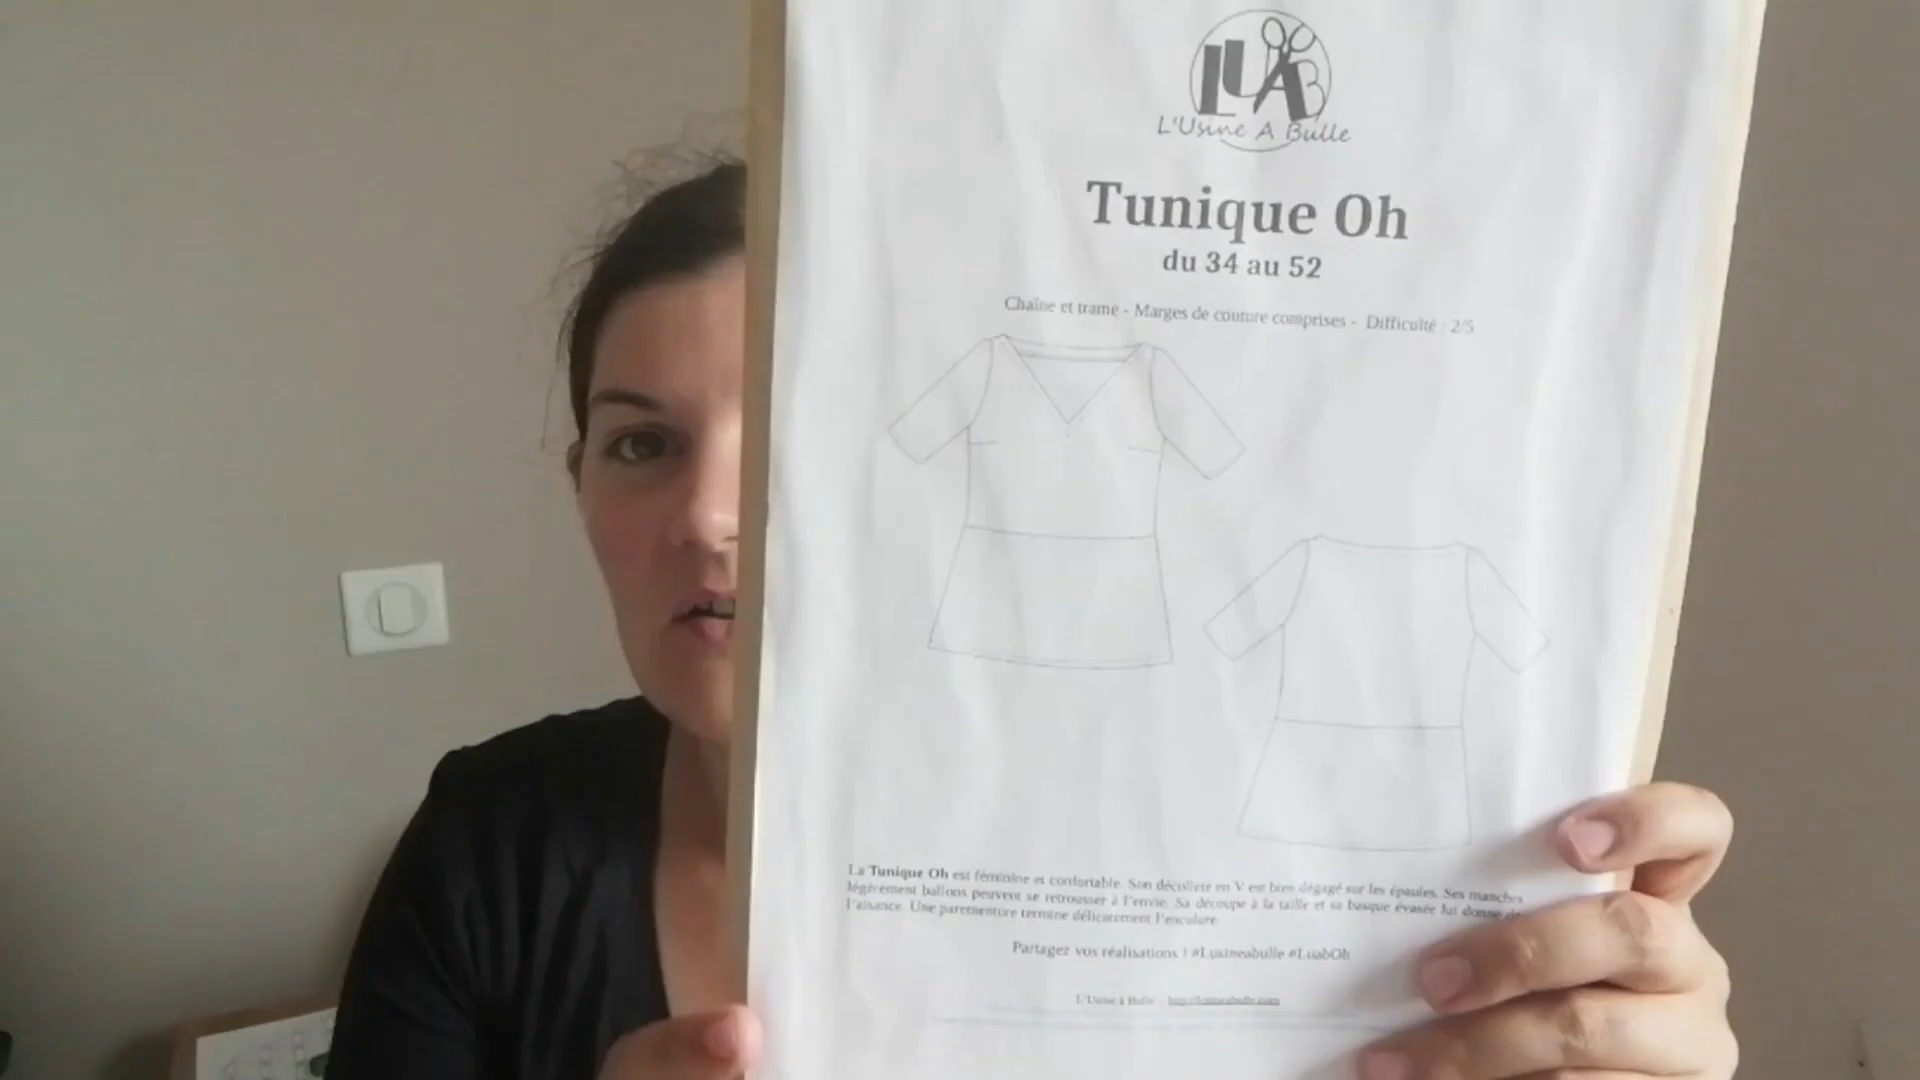 LUAB
L'Usine A Bulle
Tunique Oh
du 34 au 52
Chaîne et trame - Marges de couture comprises - Difficulté : 2/5
La Tunique Oh est féminine et confortable. Son décolleté en V est bien dégagé sur les épaules. Ses manches
légèrement ballons peuvent se retrousser à l'envie. Sa découpe à la taille et sa basque évasée lui donne de
l'aisance. Une parementure termine délicatement l'encolure
Partagez vos réalisations ! #Lusineabulle #LuabOh
L'Usine à Bulle - http://lusineabulle.com